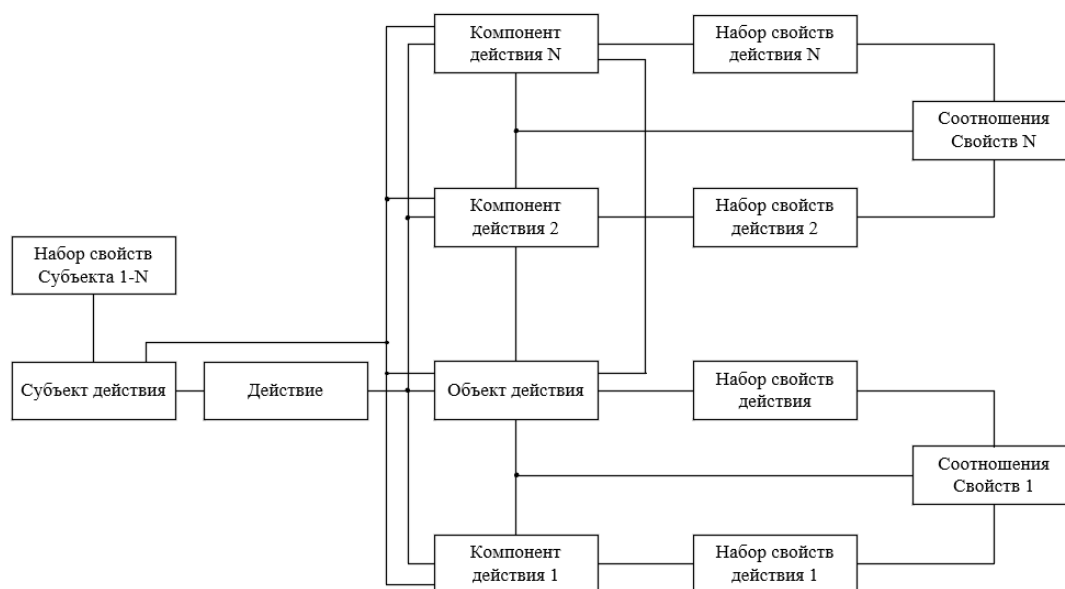 Компонент
действия N
Набор свойств
действия N
Соотношения
Свойств N
Компонент
действия 2
Набор свойств
действия 2
Набор свойств
Субъекта 1-N
Субъект действия
Действие
Объект действия
Набор свойств
действия
Соотношения
Свойств 1
Компонент
действия 1
Набор свойств
действия 1